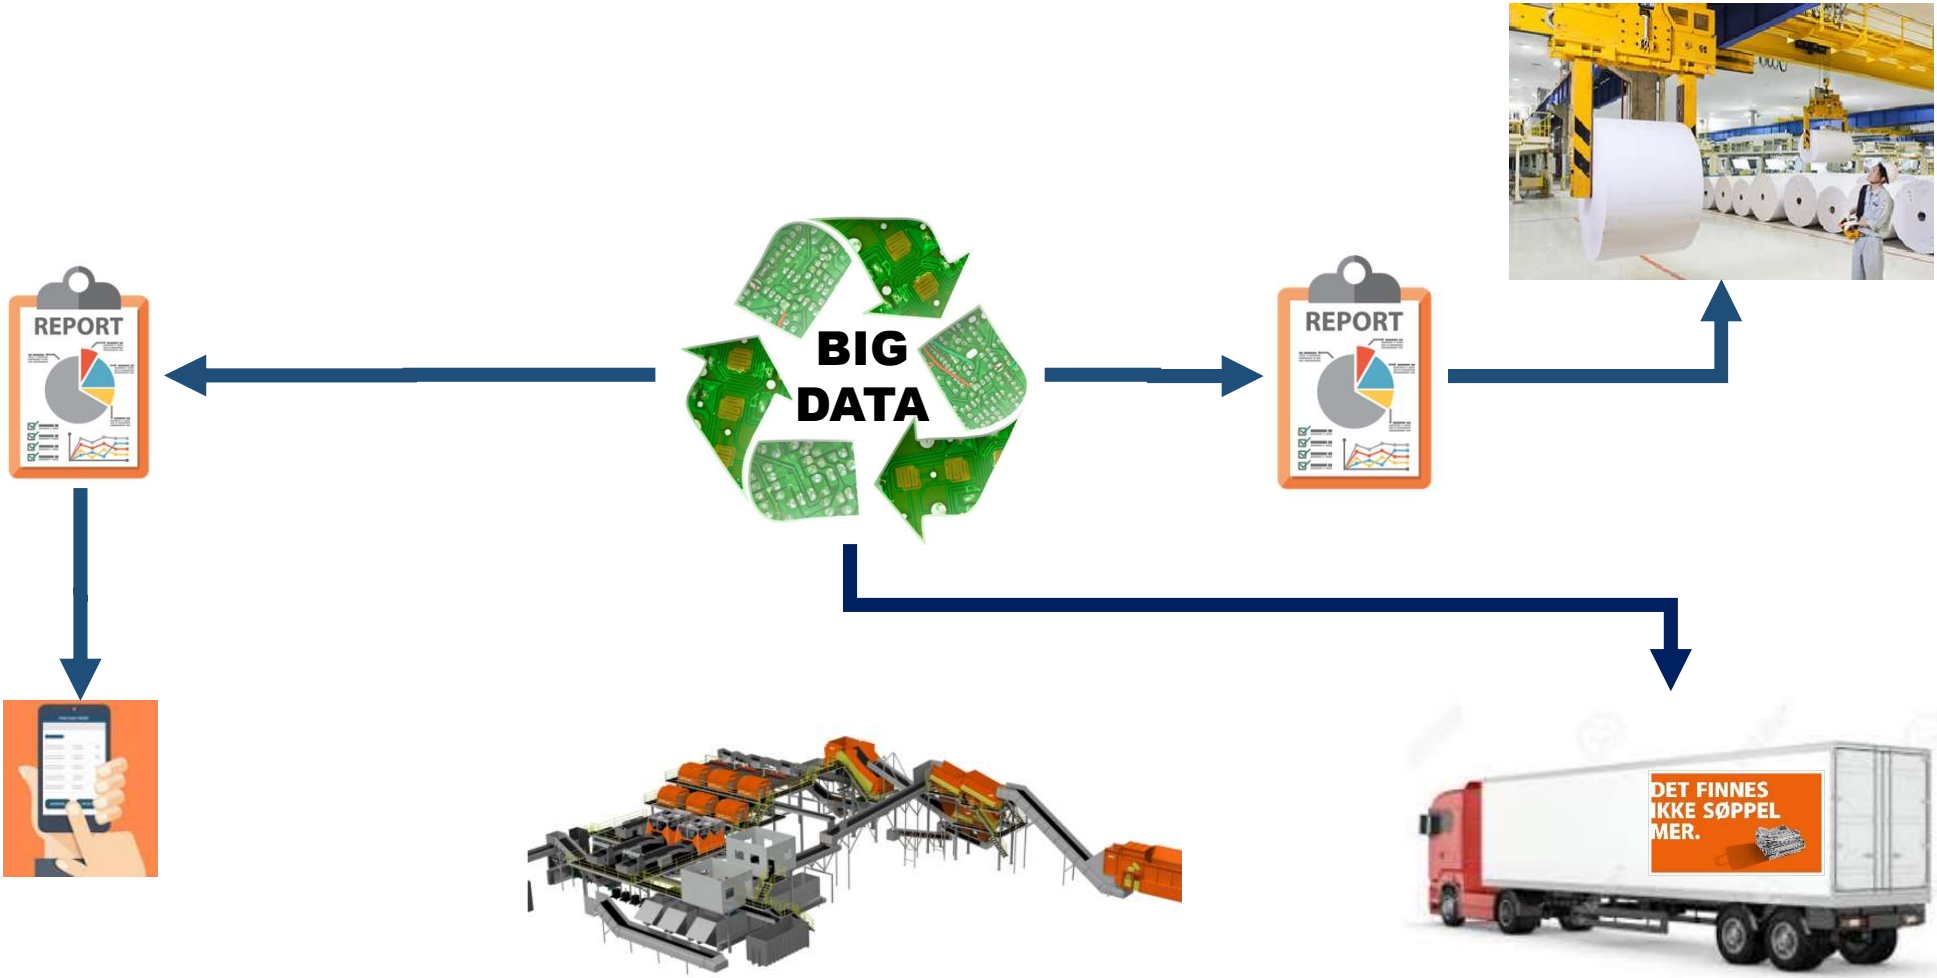 REPORT
BIG
DATA
REPORT
DET FINNES
IKKE SØPPEL
MER.